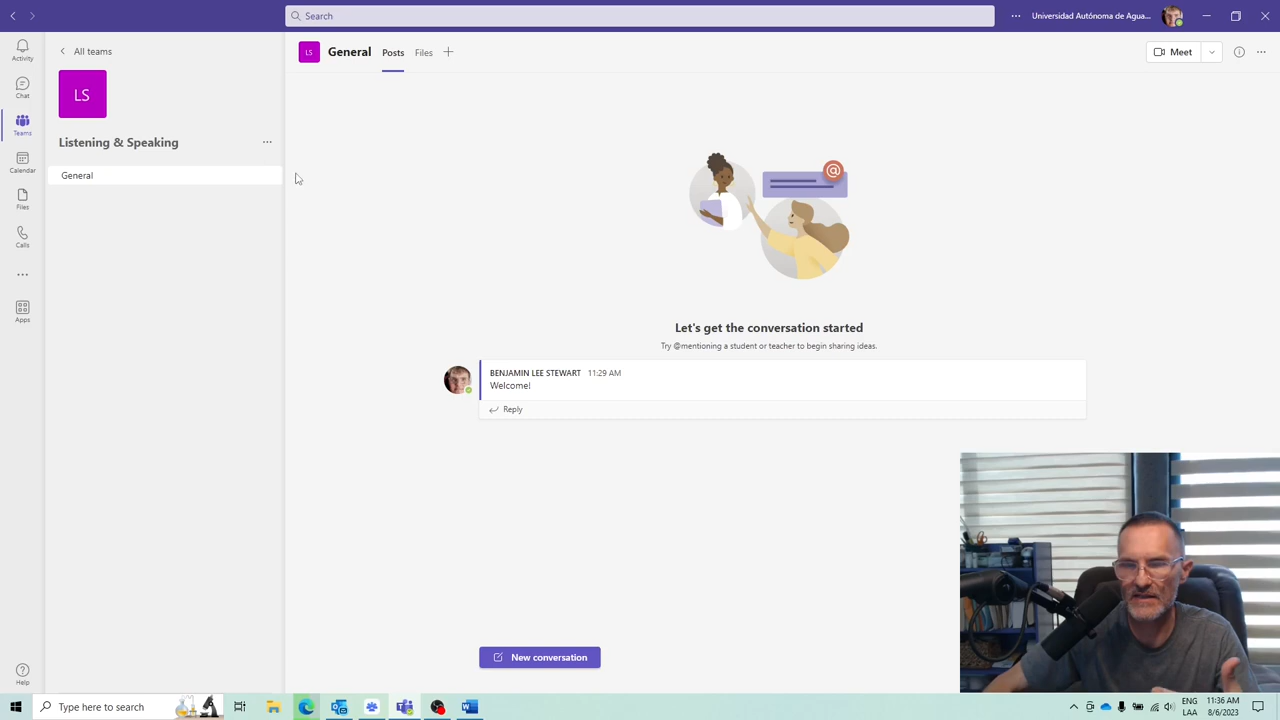 Search
Universidad Autónoma de Agua...
Activity
Chat
Teams
Calendar
Files
Calls
Apps
Help
All teams
LS
Listening & Speaking
General
LS
General
Posts
Files
Meet
@
Let's get the conversation started
Try @mentioning a student or teacher to begin sharing ideas.
BENJAMIN LEE STEWART 11:29 AM
Welcome!
Reply
New conversation
Type here to search
ENG
LAA
11:36 AM
8/6/2023